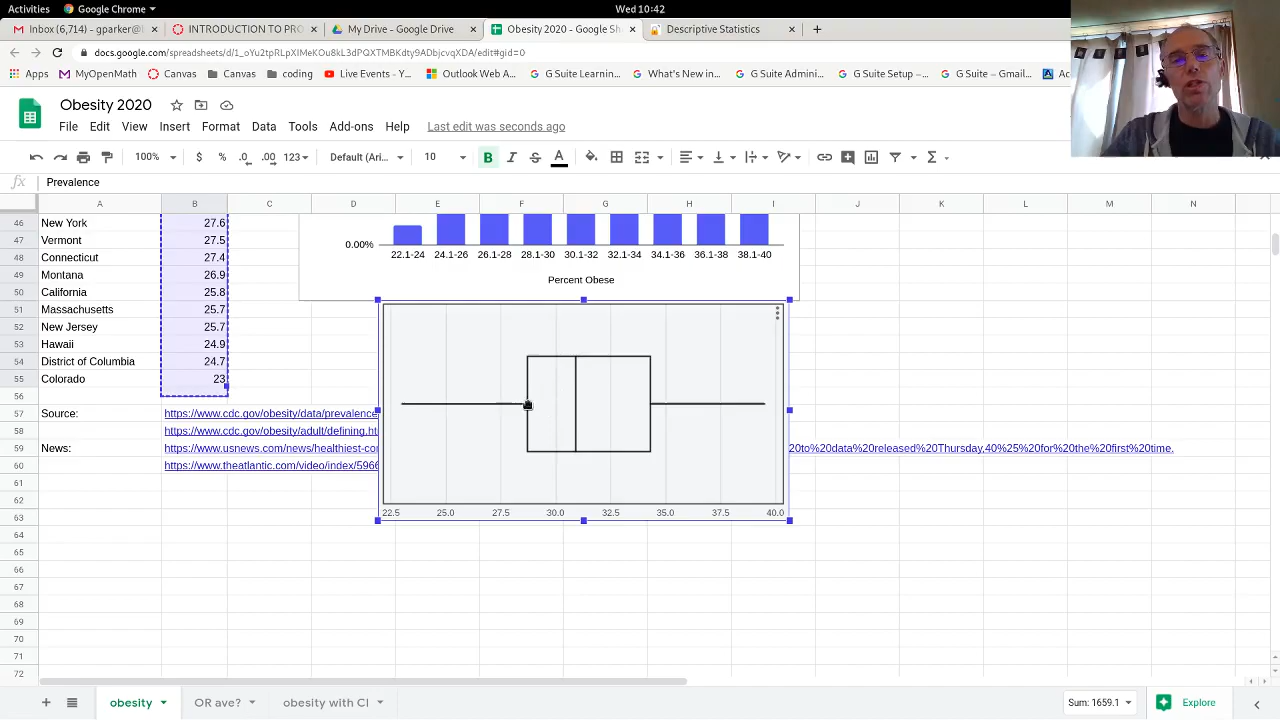 Activities Google Chrome Wed 10:42
Inbox (6,714) - gparker@ INTRODUCTION TO PRO My Drive - Google Drive Obesity 2020 - Google Sh Descriptive Statistics
docs.google.com/spreadsheets/d/1_oYu2tpRLpXIMeKOu8kL3dPQXTMBKdty9ADbjcvqXDA/edit#gid=0
Apps MyOpenMath Canvas Canvas coding Live Events - Y... Outlook Web A... G Suite Learnin... What's New in... G Suite Admini... G Suite Setup –... G Suite – Gmail...
Obesity 2020
File Edit View Insert Format Data Tools Add-ons Help Last edit was seconds ago
100% $ % .0 .00 123 Default (Ari... 10 B I S A Σ
fx Prevalence
A B C D E F G H I J K L M N
46 New York 27.6
47 Vermont 27.5
48 Connecticut 27.4
49 Montana 26.9
50 California 25.8
51 Massachusetts 25.7
52 New Jersey 25.7
53 Hawaii 24.9
54 District of Columbia 24.7
55 Colorado 23
56
57 Source: https://www.cdc.gov/obesity/data/prevalence
58 https://www.cdc.gov/obesity/adult/defining.ht
59 News: https://www.usnews.com/news/healthiest-co 20to%20data%20released%20Thursday,40%25%20for%20the%20first%20time.
60 https://www.theatlantic.com/video/index/5966
61
62
63
64
65
66
67
68
69
70
71
72
0.00%
22.1-24 24.1-26 26.1-28 28.1-30 30.1-32 32.1-34 34.1-36 36.1-38 38.1-40
Percent Obese
22.5 25.0 27.5 30.0 32.5 35.0 37.5 40.0
obesity OR ave? obesity with CI Sum: 1659.1 Explore